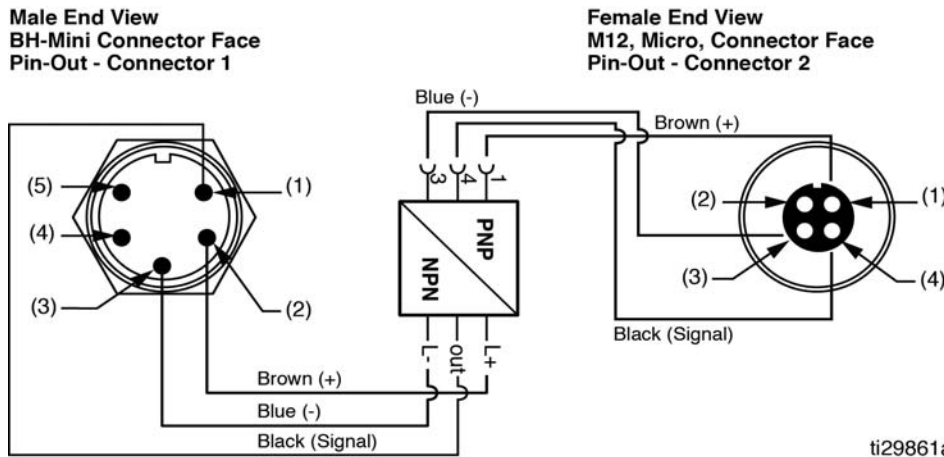 Male End View
BH-Mini Connector Face
Pin-Out - Connector 1
Female End View
M12, Micro, Connector Face
Pin-Out - Connector 2
Blue (-)
Brown (+)
(5)
(1)
(4)
(3)
(2)
3
4
1
PNP
NPN
(2)
(1)
(3)
(4)
Black (Signal)
L-
out
L+
Brown (+)
Blue (-)
Black (Signal)
ti29861a